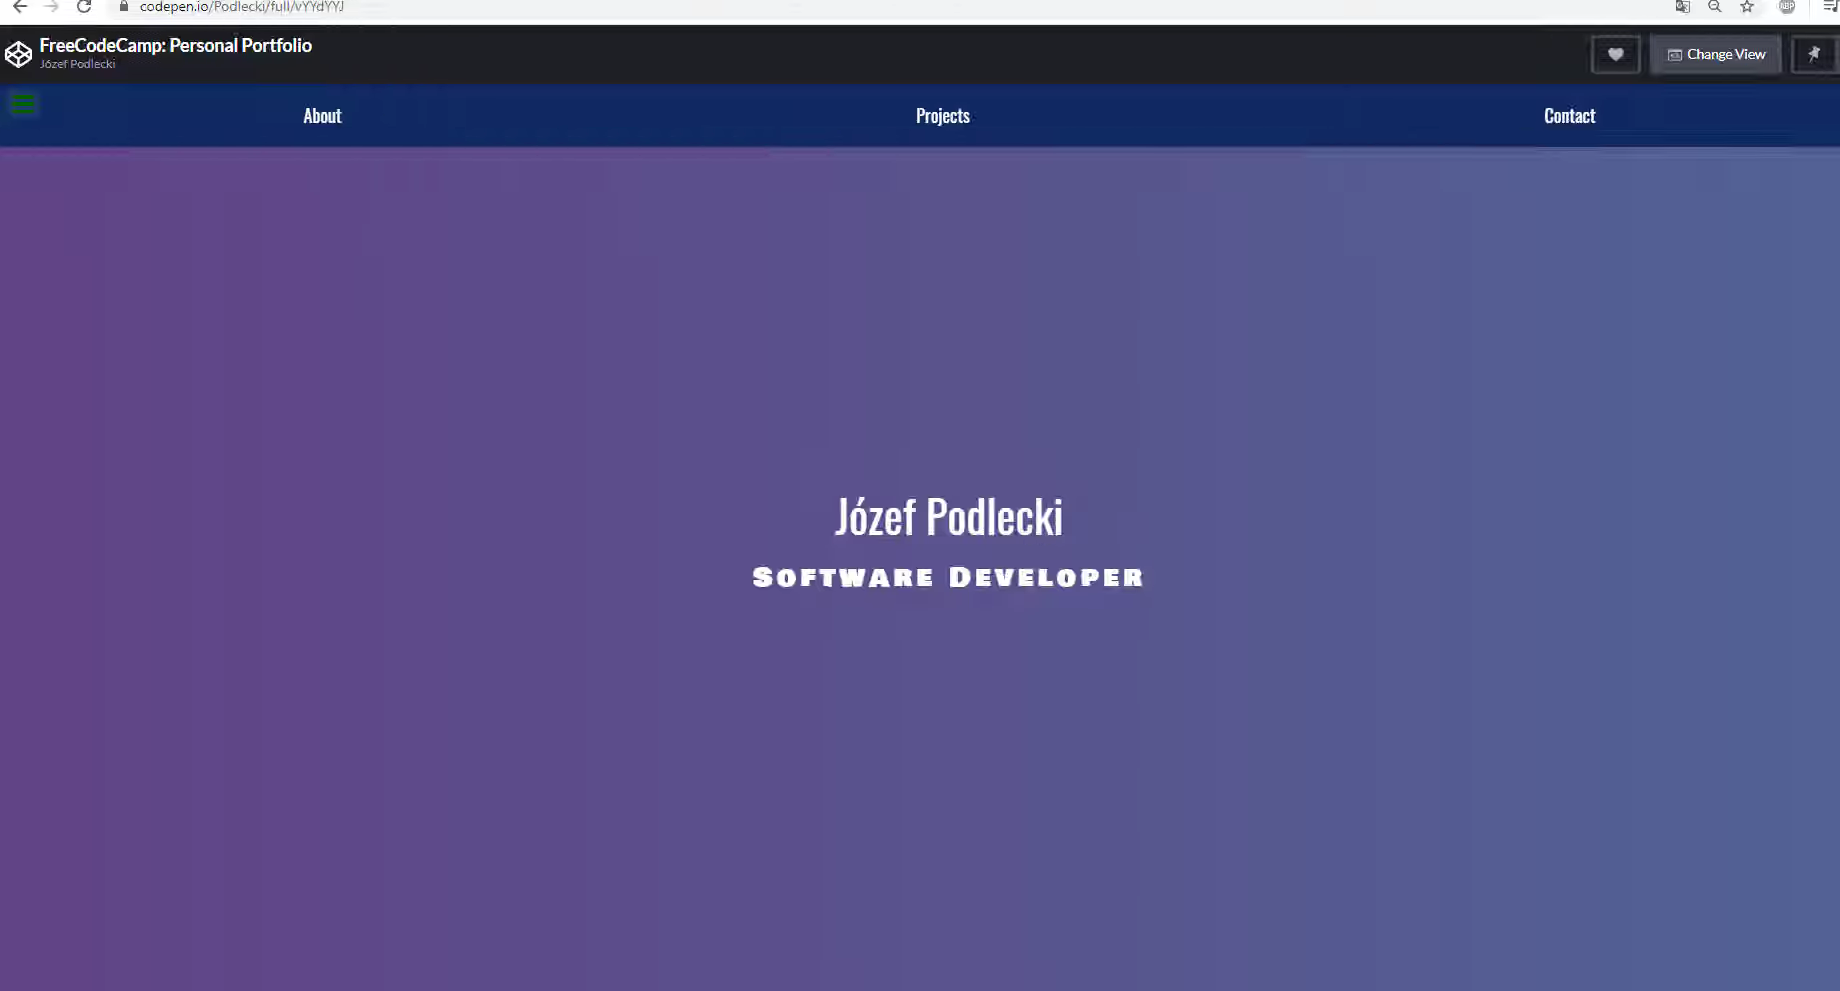 codepen.io/Podlecki/full/vYYdYYJ
FreeCodeCamp: Personal Portfolio
Józef Podlecki
Change View
About
Projects
Contact
Józef Podlecki
Software Developer